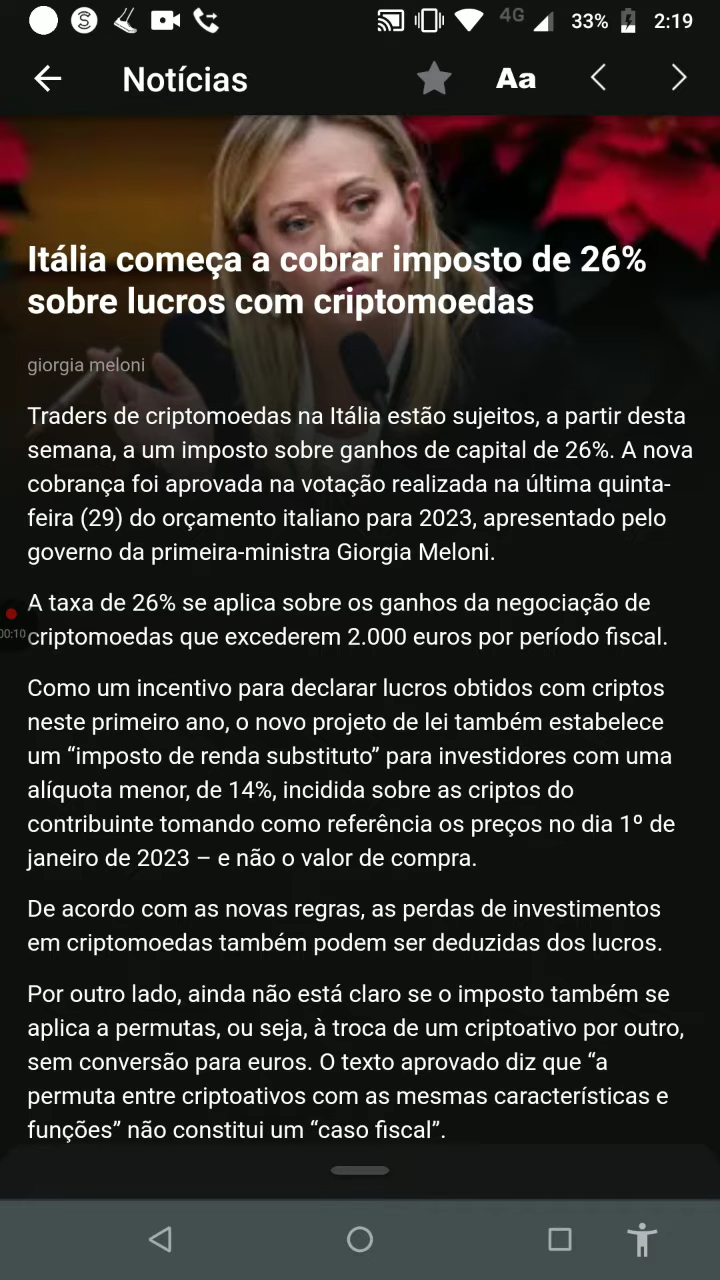 4G 33% 2:19
Notícias Aa
Itália começa a cobrar imposto de 26%
sobre lucros com criptomoedas
giorgia meloni
Traders de criptomoedas na Itália estão sujeitos, a partir desta
semana, a um imposto sobre ganhos de capital de 26%. A nova
cobrança foi aprovada na votação realizada na última quinta-
feira (29) do orçamento italiano para 2023, apresentado pelo
governo da primeira-ministra Giorgia Meloni.
A taxa de 26% se aplica sobre os ganhos da negociação de
00:10
criptomoedas que excederem 2.000 euros por período fiscal.
Como um incentivo para declarar lucros obtidos com criptos
neste primeiro ano, o novo projeto de lei também estabelece
um “imposto de renda substituto” para investidores com uma
alíquota menor, de 14%, incidida sobre as criptos do
contribuinte tomando como referência os preços no dia 1º de
janeiro de 2023 – e não o valor de compra.
De acordo com as novas regras, as perdas de investimentos
em criptomoedas também podem ser deduzidas dos lucros.
Por outro lado, ainda não está claro se o imposto também se
aplica a permutas, ou seja, à troca de um criptoativo por outro,
sem conversão para euros. O texto aprovado diz que “a
permuta entre criptoativos com as mesmas características e
funções” não constitui um “caso fiscal”.